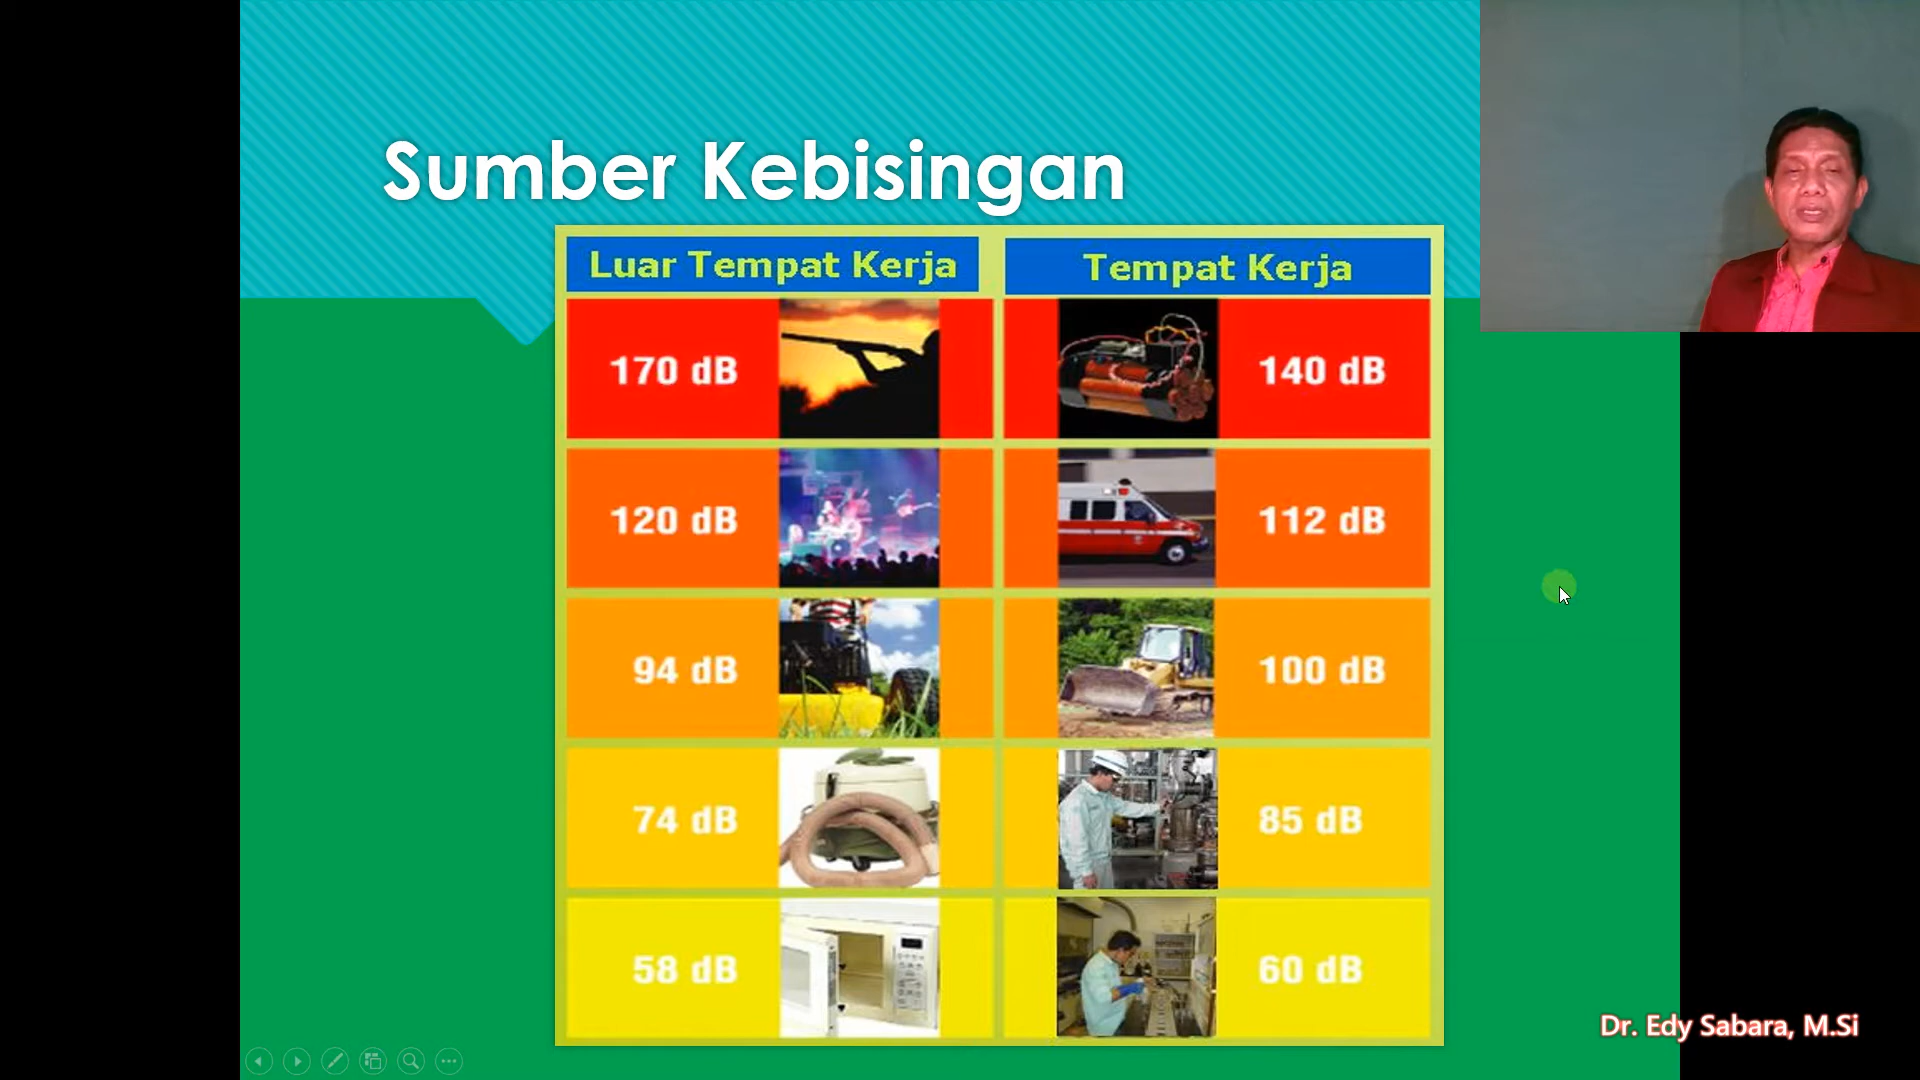 Sumber Kebisingan
Luar Tempat Kerja
Tempat Kerja
170 dB
140 dB
120 dB
112 dB
94 dB
100 dB
74 dB
85 dB
58 dB
60 dB
Dr. Edy Sabara, M.Si